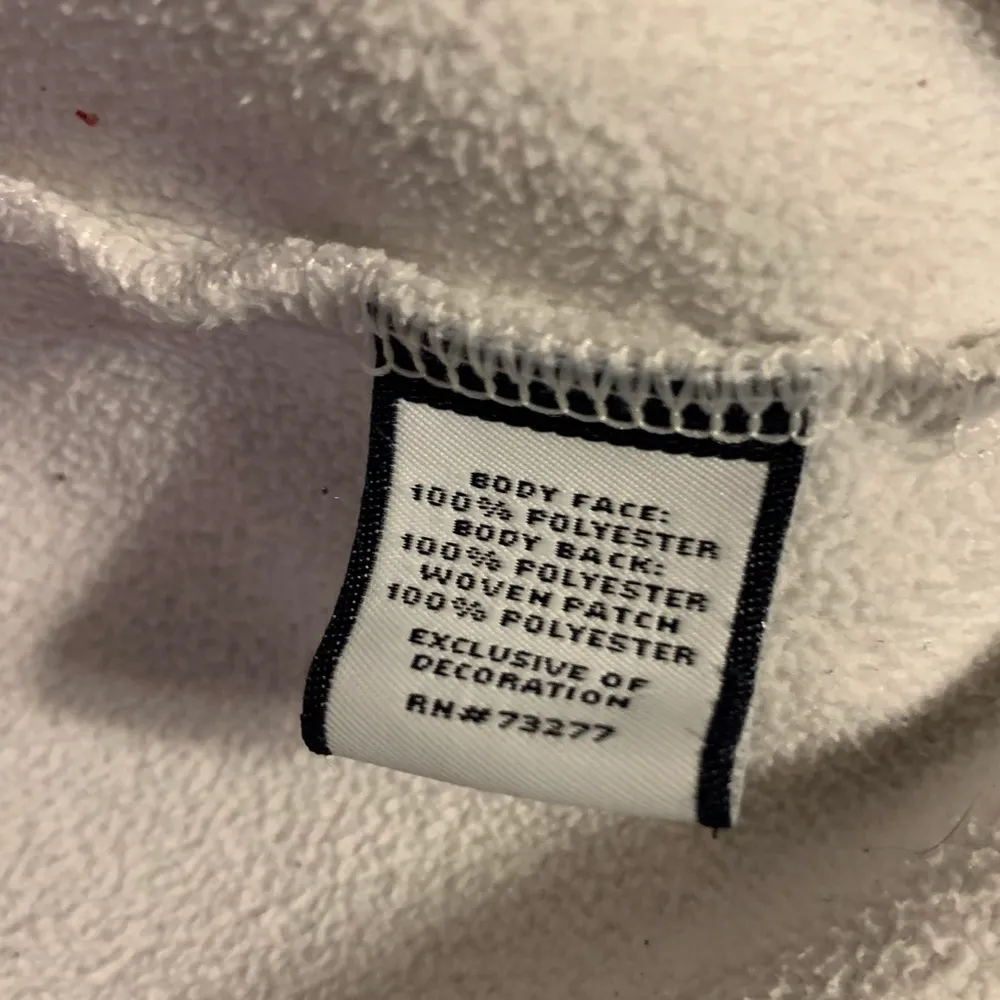 BODY FACE:
100% POLYESTER
BODY BACK:
100% POLYESTER
WOVEN PATCH
100% POLYESTER
EXCLUSIVE OF
DECORATION
RN#73277